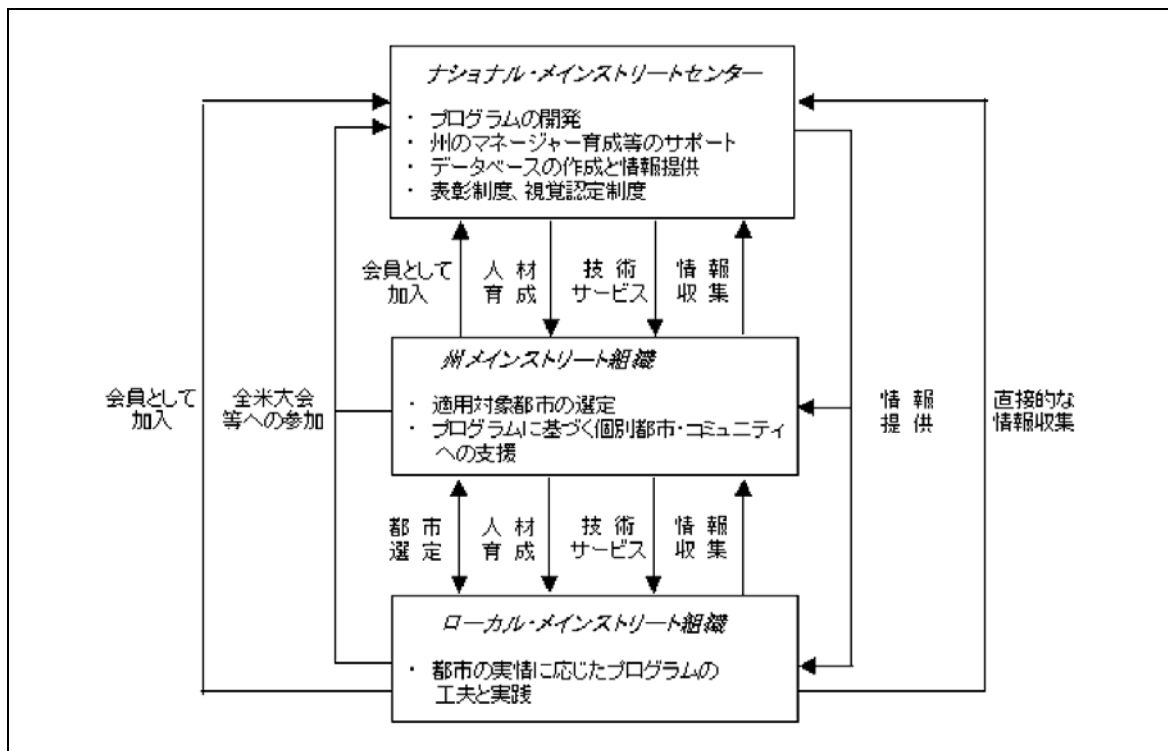 ナショナル・メインストリートセンター
・ プログラムの開発
・ 州のマネージャー育成等のサポート
・ データベースの作成と情報提供
・ 表彰制度、視覚認定制度
会員として
加入
人材
育成
技術
サービス
情報
収集
州メインストリート組織
・ 適用対象都市の選定
・ プログラムに基づく個別都市・コミュニティ
への支援
会員として
加入
全米大会
等への参加
情報
提供
直接的な
情報収集
都市
選定
人材
育成
技術
サービス
情報
収集
ローカル・メインストリート組織
・ 都市の実情に応じたプログラムの
工夫と実践